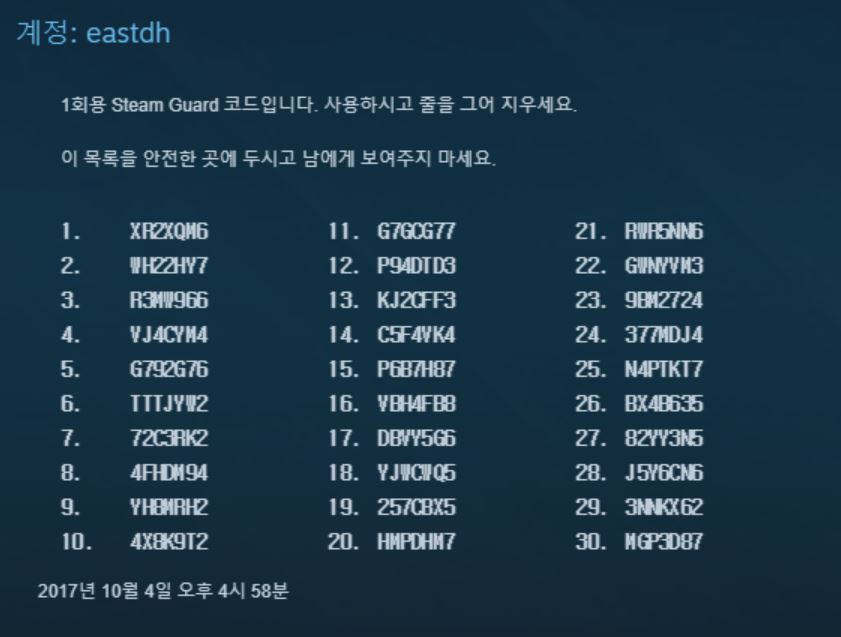 계정: eastdh
1회용 Steam Guard 코드입니다. 사용하시고 줄을 그어 지우세요.
이 목록을 안전한 곳에 두시고 남에게 보여주지 마세요.
1. XR2XQM6 11. G7GCG77 21. RWR5NN6
2. WH22HY7 12. P94DTD3 22. GWNYVM3
3. R3MW966 13. KJ2CFF3 23. 9BM2724
4. VJ4CYM4 14. C5F4VK4 24. 377MDJ4
5. G792G76 15. P6B7H87 25. N4PTKT7
6. TTTJYW2 16. VBH4FB8 26. BX4B635
7. 72C3RK2 17. DBVY5G6 27. 82YY3N5
8. 4FHDM94 18. YJWCWQ5 28. J5Y6CN6
9. YH8MRH2 19. 257CBX5 29. 3NNKX62
10. 4X8K9T2 20. HMPDHM7 30. MGP3D87
2017년 10월 4일 오후 4시 58분